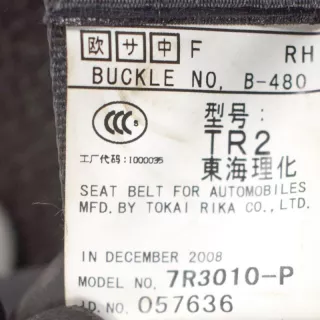 欧 サ 中 F RH
BUCKLE NO. B-480
CCC S
型号:
TR2
工厂代码:1000095
東海理化
SEAT BELT FOR AUTOMOBILES
MFD. BY TOKAI RIKA CO., LTD.
IN DECEMBER 2008
MODEL NO. 7R3010-P
I.D. NO. 057636